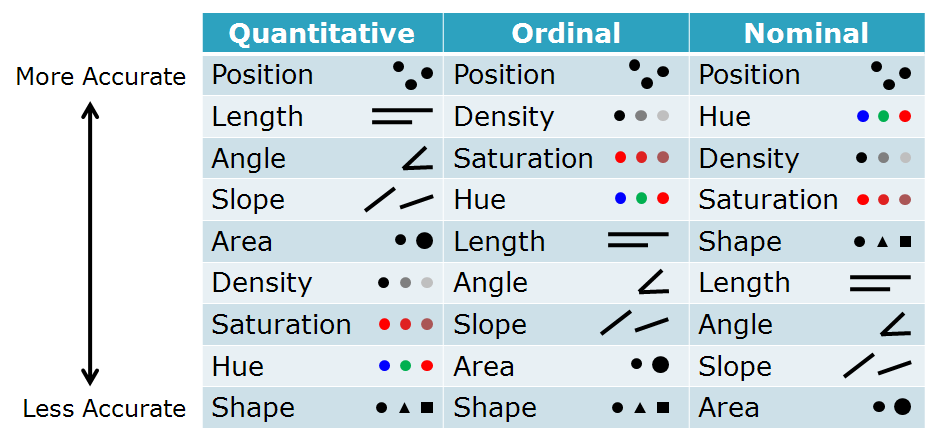 Quantitative Ordinal Nominal
More Accurate Position Position Position
Length Density Hue
Angle Saturation Density
Slope Hue Saturation
Area Length Shape
Density Angle Length
Saturation Slope Angle
Hue Area Slope
Less Accurate Shape Shape Area